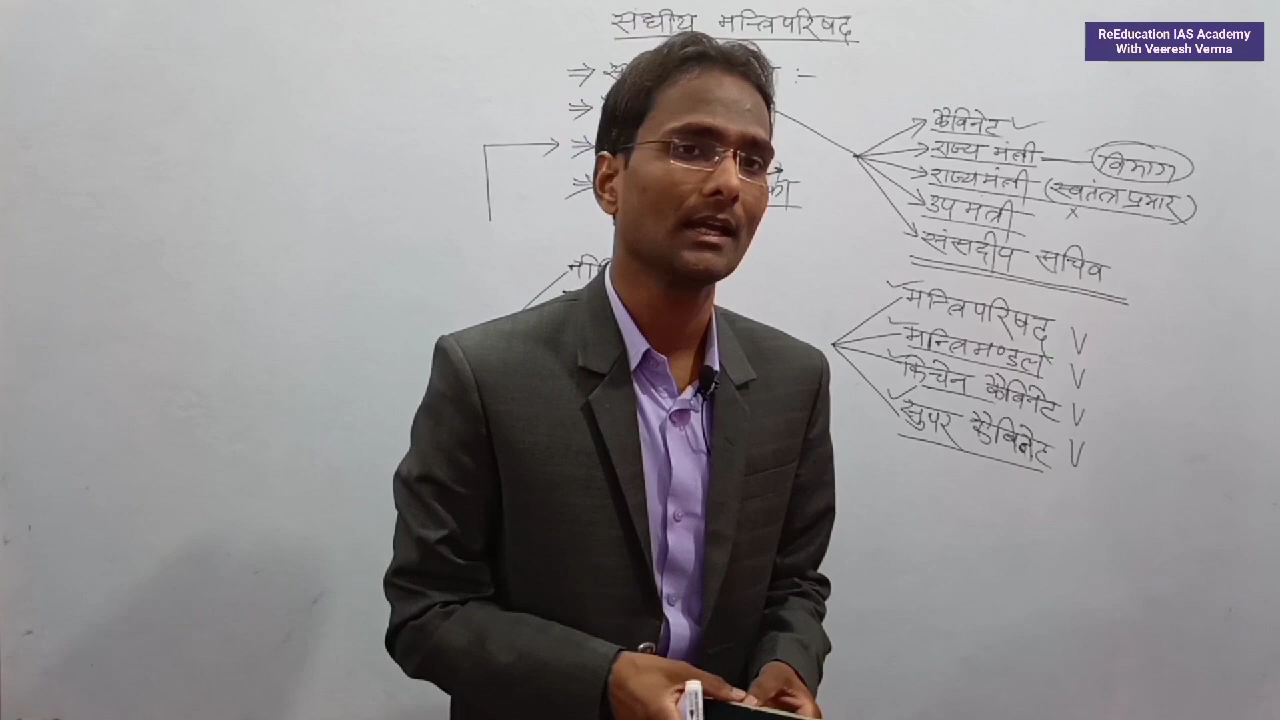 संघीय मन्त्रिपरिषद
ReEducation IAS Academy
With Veeresh Verma
कैबिनेट
राज्य मंत्री
विभाग
राज्यमंत्री (स्वतंत्र प्रभार)
उप मंत्री
संसदीय सचिव
मन्त्रिपरिषद
मन्त्रिमण्डल
किचेन कैबिनेट
सुपर कैबिनेट